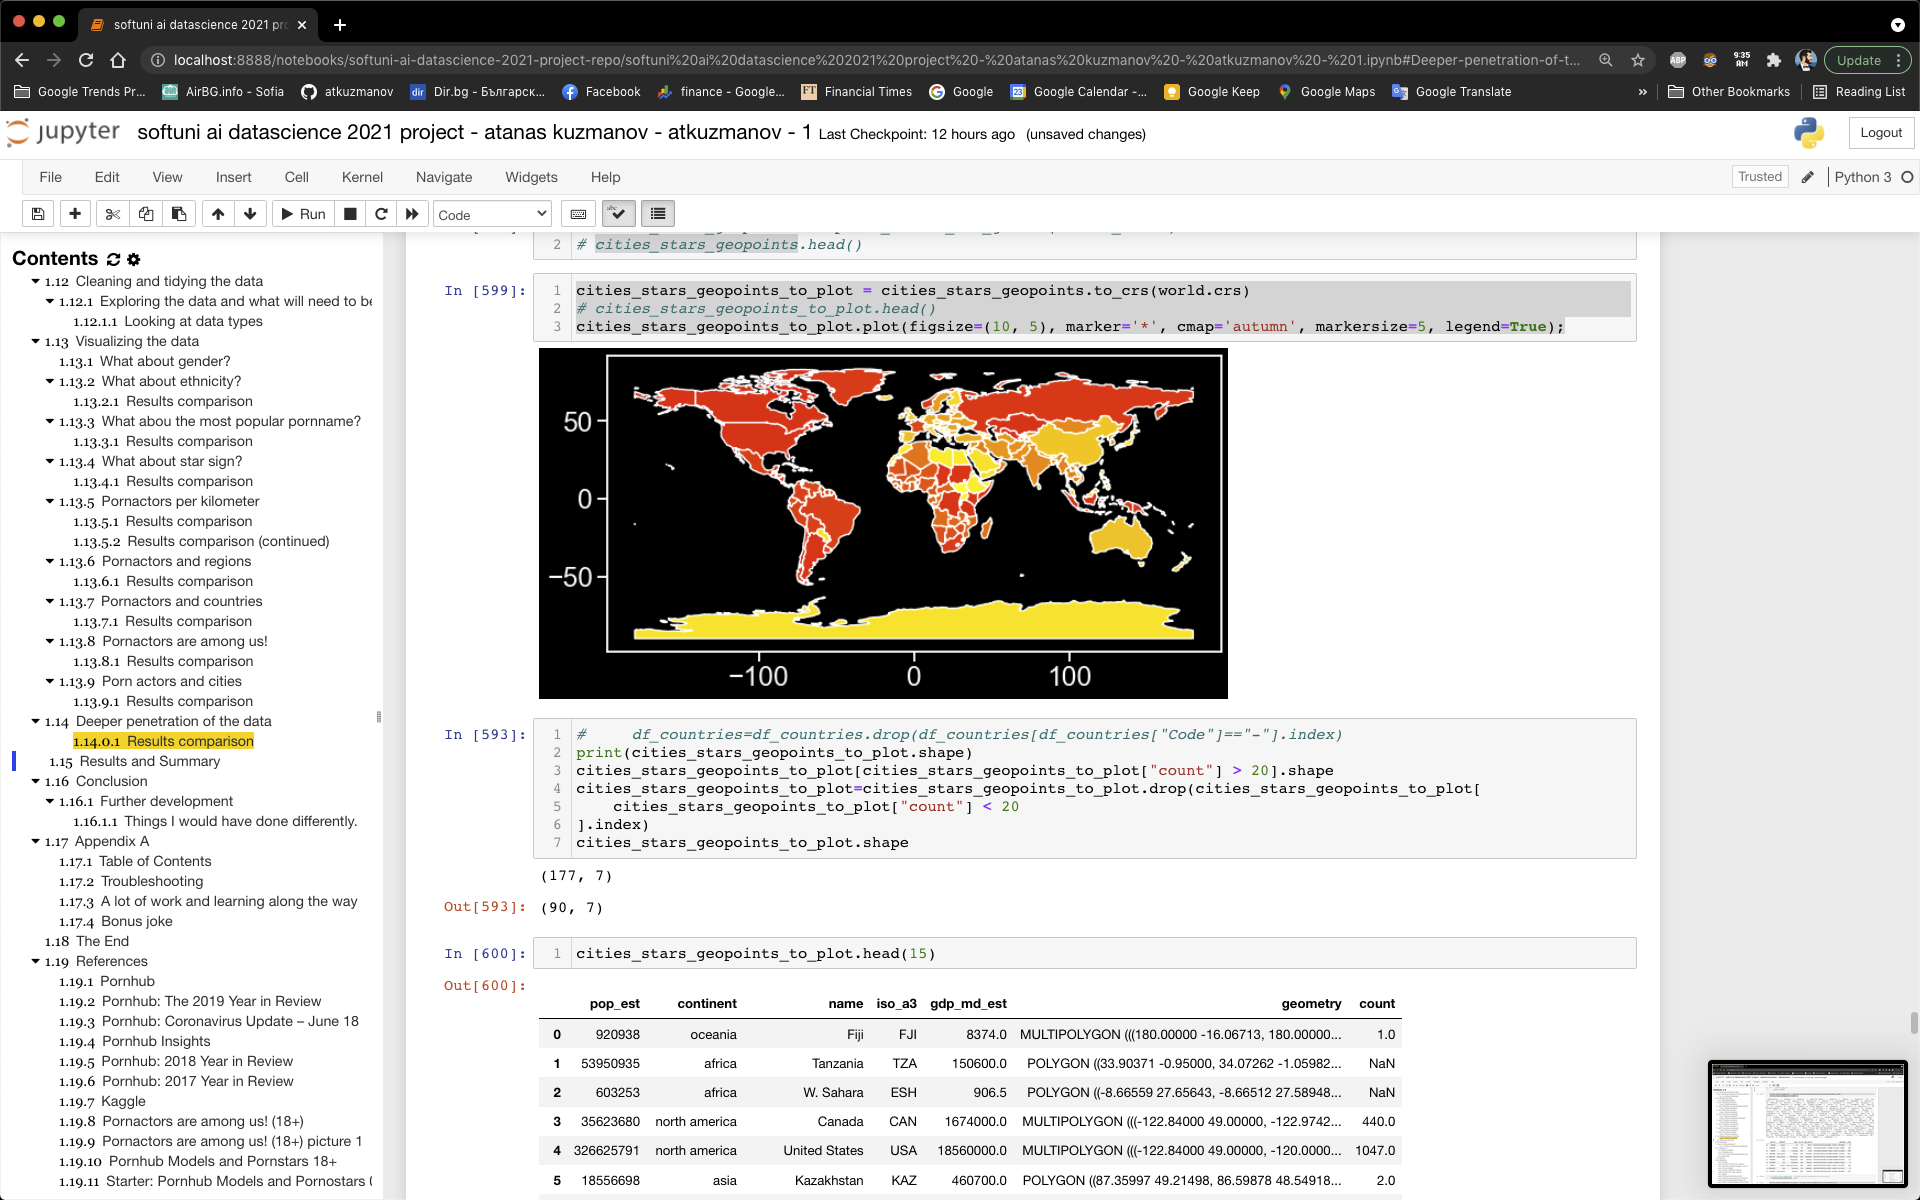 softuni ai datascience 2021 pr
localhost:8888/notebooks/softuni-ai-datascience-2021-project-repo/softuni%20ai%20datascience%202021%20project%20-%20atanas%20kuzmanov%20-%20atkuzmanov%20-%201.ipynb#Deeper-penetration-of-t...
ABP
9:35 AM
Update
Google Trends Pr...
AirBG.info - Sofia
atkuzmanov
dir Dir.bg - Българск...
Facebook
finance - Google...
FT Financial Times
Google
Google Calendar -...
Google Keep
Google Maps
Google Translate
»
Other Bookmarks
Reading List
jupyter softuni ai datascience 2021 project - atanas kuzmanov - atkuzmanov - 1 Last Checkpoint: 12 hours ago (unsaved changes)
Logout
File Edit View Insert Cell Kernel Navigate Widgets Help
Trusted
Python 3
Run
Code
Contents
1.12 Cleaning and tidying the data
1.12.1 Exploring the data and what will need to be
1.12.1.1 Looking at data types
1.13 Visualizing the data
1.13.1 What about gender?
1.13.2 What about ethnicity?
1.13.2.1 Results comparison
1.13.3 What abou the most popular pornname?
1.13.3.1 Results comparison
1.13.4 What about star sign?
1.13.4.1 Results comparison
1.13.5 Pornactors per kilometer
1.13.5.1 Results comparison
1.13.5.2 Results comparison (continued)
1.13.6 Pornactors and regions
1.13.6.1 Results comparison
1.13.7 Pornactors and countries
1.13.7.1 Results comparison
1.13.8 Pornactors are among us!
1.13.8.1 Results comparison
1.13.9 Porn actors and cities
1.13.9.1 Results comparison
1.14 Deeper penetration of the data
1.14.0.1 Results comparison
1.15 Results and Summary
1.16 Conclusion
1.16.1 Further development
1.16.1.1 Things I would have done differently.
1.17 Appendix A
1.17.1 Table of Contents
1.17.2 Troubleshooting
1.17.3 A lot of work and learning along the way
1.17.4 Bonus joke
1.18 The End
1.19 References
1.19.1 Pornhub
1.19.2 Pornhub: The 2019 Year in Review
1.19.3 Pornhub: Coronavirus Update – June 18
1.19.4 Pornhub Insights
1.19.5 Pornhub: 2018 Year in Review
1.19.6 Pornhub: 2017 Year in Review
1.19.7 Kaggle
1.19.8 Pornactors are among us! (18+)
1.19.9 Pornactors are among us! (18+) picture 1
1.19.10 Pornhub Models and Pornstars 18+
1.19.11 Starter: Pornhub Models and Pornostars (
2 # cities_stars_geopoints.head()
In [599]:
1 cities_stars_geopoints_to_plot = cities_stars_geopoints.to_crs(world.crs)
2 # cities_stars_geopoints_to_plot.head()
3 cities_stars_geopoints_to_plot.plot(figsize=(10, 5), marker='*', cmap='autumn', markersize=5, legend=True);
50
0
−50
−100 0 100
In [593]:
1 #     df_countries=df_countries.drop(df_countries[df_countries["Code"]=="-"].index)
2 print(cities_stars_geopoints_to_plot.shape)
3 cities_stars_geopoints_to_plot[cities_stars_geopoints_to_plot["count"] > 20].shape
4 cities_stars_geopoints_to_plot=cities_stars_geopoints_to_plot.drop(cities_stars_geopoints_to_plot[
5     cities_stars_geopoints_to_plot["count"] < 20
6 ].index)
7 cities_stars_geopoints_to_plot.shape
(177, 7)
Out[593]: (90, 7)
In [600]:
1 cities_stars_geopoints_to_plot.head(15)
Out[600]:
pop_est continent name iso_a3 gdp_md_est geometry count
0 920938 oceania Fiji FJI 8374.0 MULTIPOLYGON (((180.00000 -16.06713, 180.00000... 1.0
1 53950935 africa Tanzania TZA 150600.0 POLYGON ((33.90371 -0.95000, 34.07262 -1.05982... NaN
2 603253 africa W. Sahara ESH 906.5 POLYGON ((-8.66559 27.65643, -8.66512 27.58948... NaN
3 35623680 north america Canada CAN 1674000.0 MULTIPOLYGON (((-122.84000 49.00000, -122.9742... 440.0
4 326625791 north america United States USA 18560000.0 MULTIPOLYGON (((-122.84000 49.00000, -120.0000... 1047.0
5 18556698 asia Kazakhstan KAZ 460700.0 POLYGON ((87.35997 49.21498, 86.59878 48.54918... 2.0